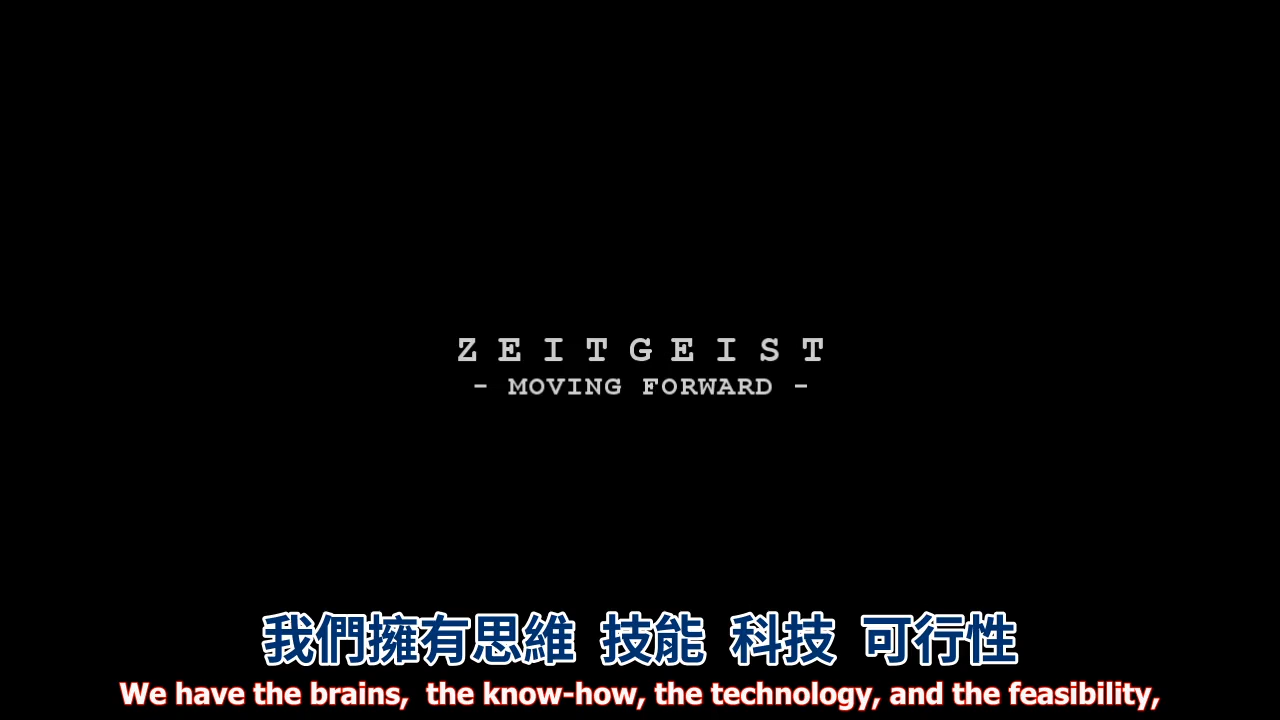 Z E I T G E I S T
- MOVING FORWARD -
我們擁有思維 技能 科技 可行性
We have the brains,  the know-how, the technology, and the feasibility,